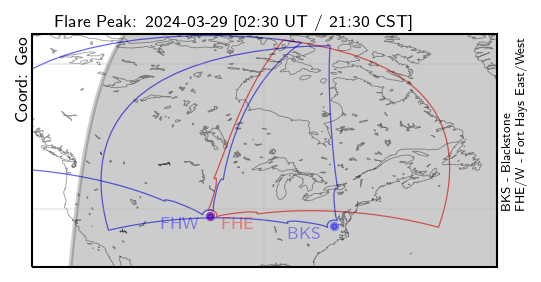 Flare Peak: 2024-03-29 [02:30 UT / 21:30 CST]
Coord: Geo
FHW
FHE
BKS
BKS - Blackstone
FHE/W - Fort Hays East/West